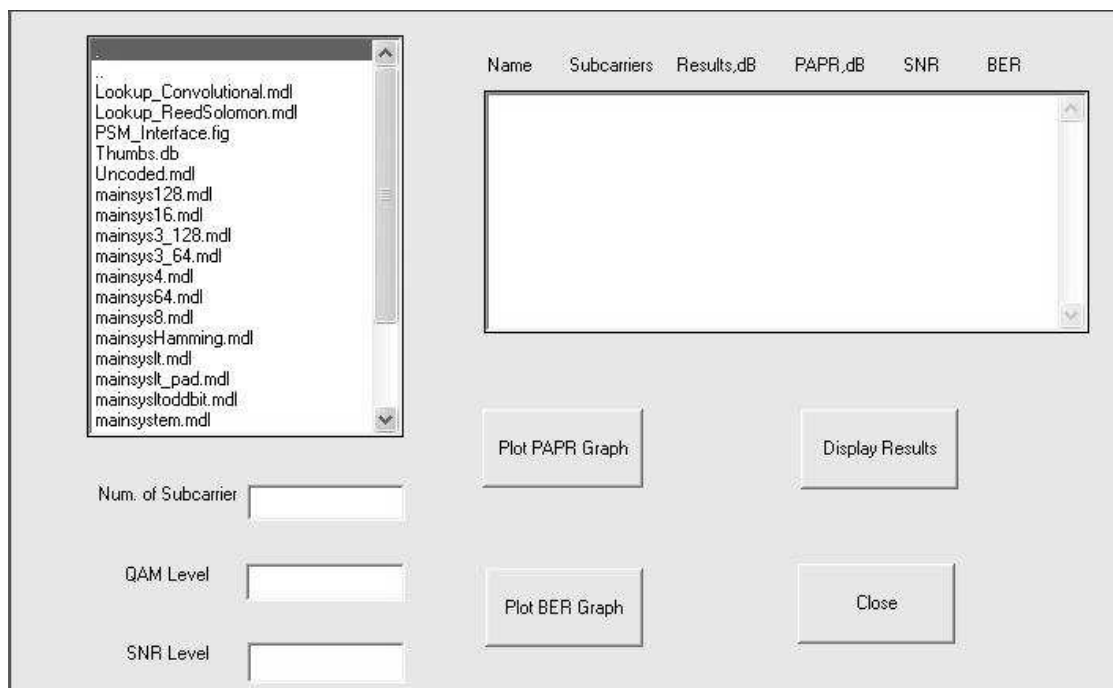 .
..
Lookup_Convolutional.mdl
Lookup_ReedSolomon.mdl
PSM_Interface.fig
Thumbs.db
Uncoded.mdl
mainsys128.mdl
mainsys16.mdl
mainsys3_128.mdl
mainsys3_64.mdl
mainsys4.mdl
mainsys64.mdl
mainsys8.mdl
mainsysHamming.mdl
mainsyslt.mdl
mainsyslt_pad.mdl
mainsysltoddbit.mdl
mainsystem.mdl
Name Subcarriers Results,dB PAPR,dB SNR BER
Plot PAPR Graph
Display Results
Num. of Subcarrier
QAM Level
SNR Level
Plot BER Graph
Close